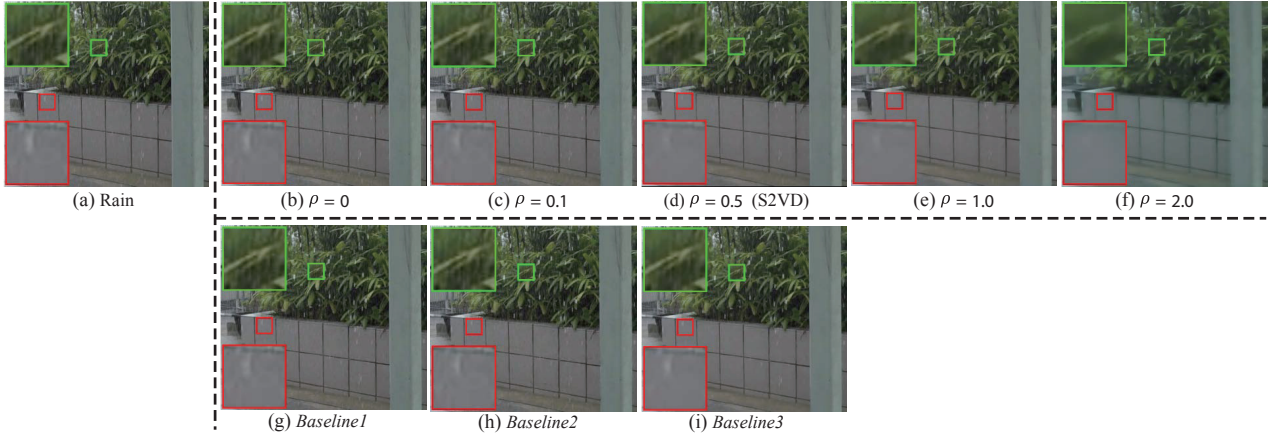 (a) Rain
(b) ρ = 0
(c) ρ = 0.1
(d) ρ = 0.5 (S2VD)
(e) ρ = 1.0
(f) ρ = 2.0
(g) Baseline1
(h) Baseline2
(i) Baseline3